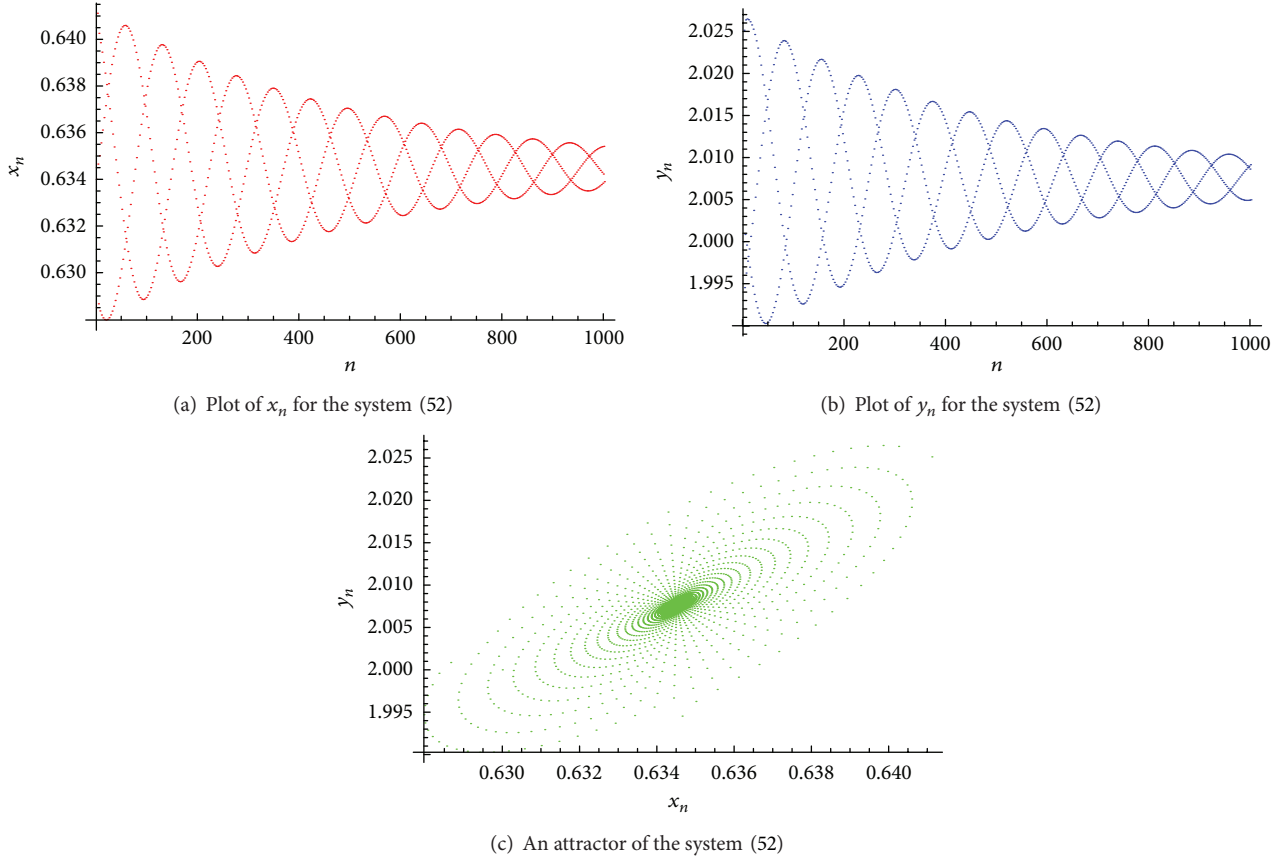 0.640
0.638
0.636
0.634
0.632
0.630
x_n
200 400 600 800 1000
n
(a) Plot of x_n for the system (52)
2.025
2.020
2.015
2.010
2.005
2.000
1.995
y_n
200 400 600 800 1000
n
(b) Plot of y_n for the system (52)
2.025
2.020
2.015
2.010
2.005
2.000
1.995
y_n
0.630 0.632 0.634 0.636 0.638 0.640
x_n
(c) An attractor of the system (52)